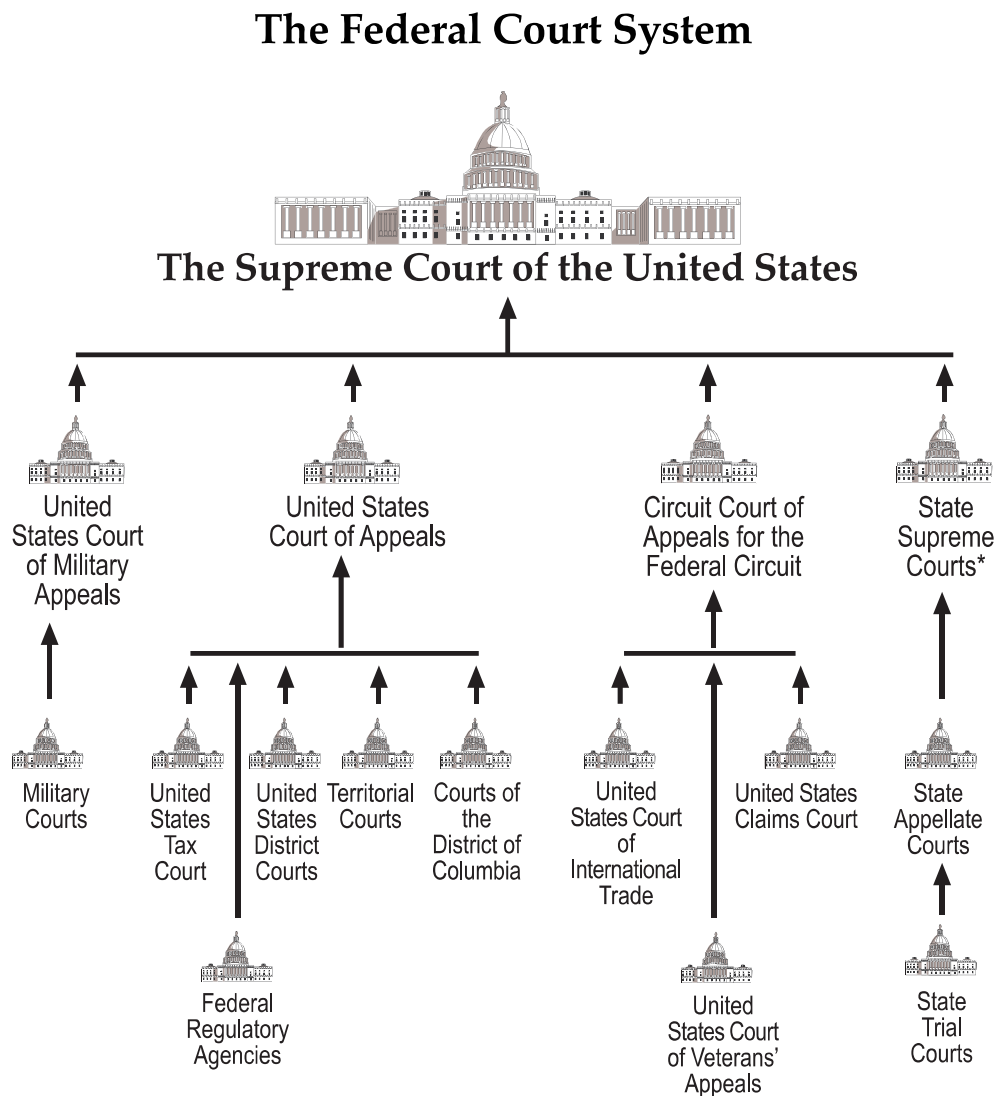 The Federal Court System
The Supreme Court of the United States
United
States Court
of Military
Appeals
United States
Court of Appeals
Circuit Court of
Appeals for the
Federal Circuit
State
Supreme
Courts*
Military
Courts
United
States
Tax
Court
United
States
District
Courts
Territorial
Courts
Courts of
the
District of
Columbia
United
States Court
of
International
Trade
United States
Claims Court
State
Appellate
Courts
Federal
Regulatory
Agencies
United
States Court
of Veterans'
Appeals
State
Trial
Courts